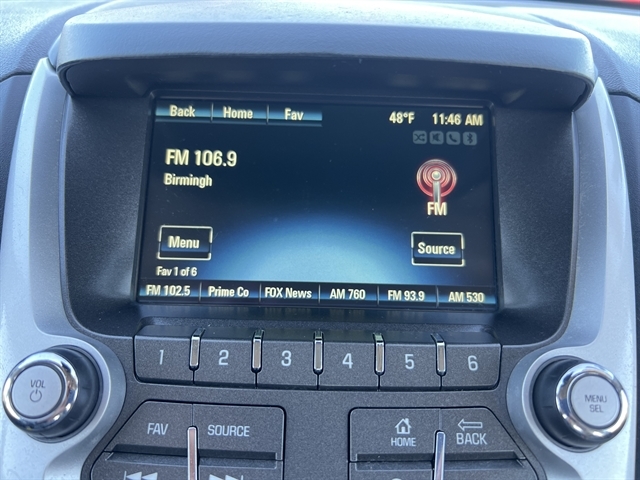 Back Home Fav 48°F 11:46 AM
FM 106.9
Birmingh
FM
Menu Source
Fav 1 of 6
FM 102.5 Prime Co FOX News AM 760 FM 93.9 AM 530
1 2 3 4 5 6
VOL
MENU
SEL
FAV SOURCE HOME BACK